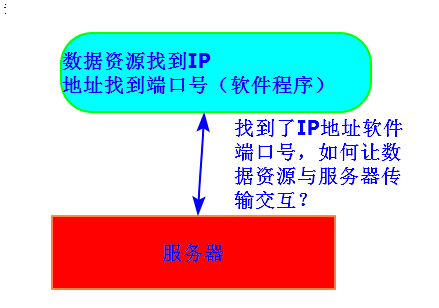 数据资源找到IP
地址找到端口号（软件程序）
找到了IP地址软件
端口号，如何让数
据资源与服务器传
输交互？
服务器